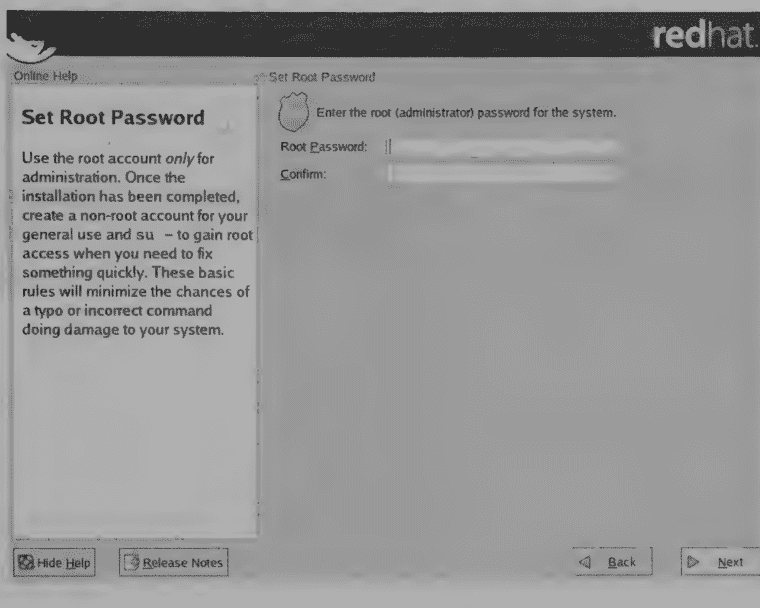 redhat.
Online Help
Set Root Password
Set Root Password
Use the root account only for
administration. Once the
installation has been completed,
create a non-root account for your
general use and su – to gain root
access when you need to fix
something quickly. These basic
rules will minimize the chances of
a typo or incorrect command
doing damage to your system.
Enter the root (administrator) password for the system.
Root Password:
Confirm:
Hide Help
Release Notes
Back
Next